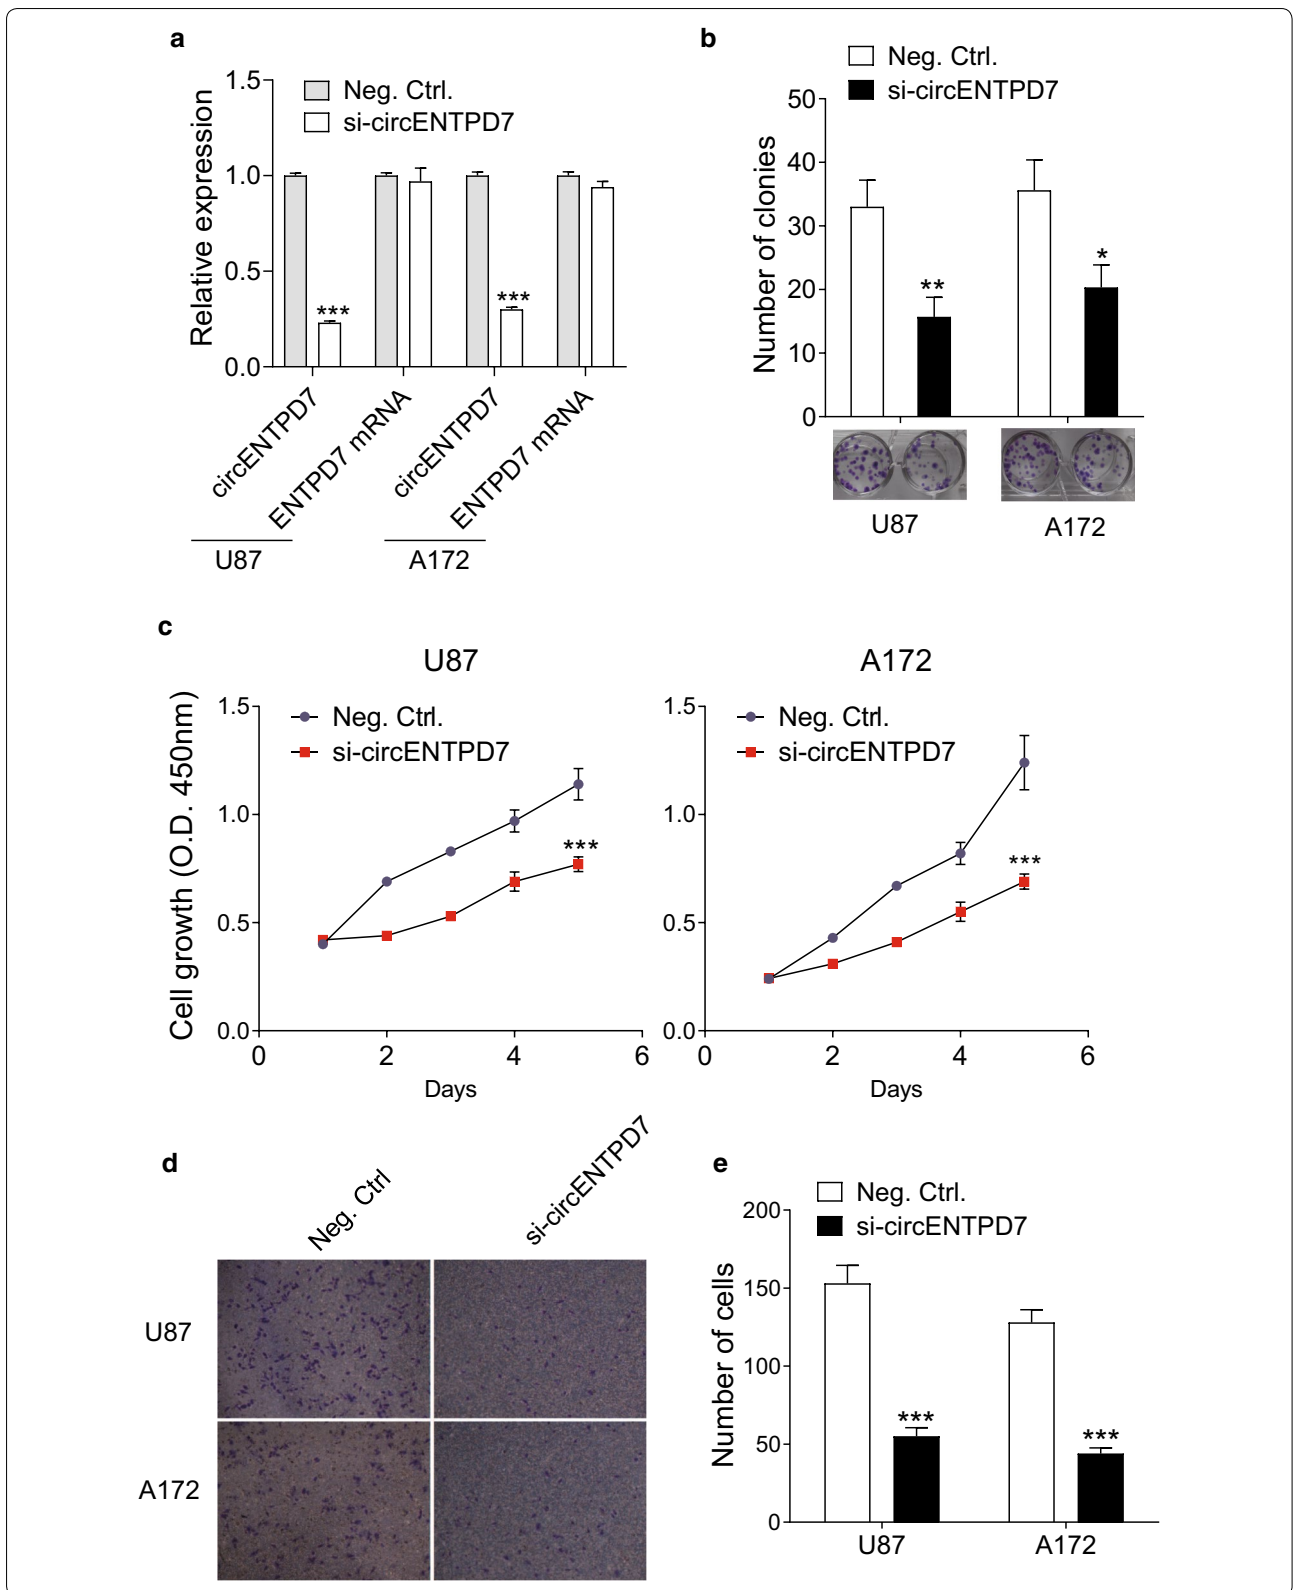 a
1.5
1.0
0.5
0.0
Relative expression
Neg. Ctrl.
si-circENTPD7
***
***
circENTPD7
ENTPD7 mRNA
circENTPD7
ENTPD7 mRNA
U87
A172
b
Neg. Ctrl.
si-circENTPD7
50
40
30
20
10
0
Number of clonies
**
*
U87
A172
c
U87
Cell growth (O.D. 450nm)
1.5
1.0
0.5
0.0
Neg. Ctrl.
si-circENTPD7
***
0
2
4
6
Days
A172
1.5
1.0
0.5
0.0
Neg. Ctrl.
si-circENTPD7
***
0
2
4
6
Days
d
Neg. Ctrl
si-circENTPD7
U87
A172
e
Neg. Ctrl.
si-circENTPD7
200
150
100
50
0
Number of cells
***
***
U87
A172